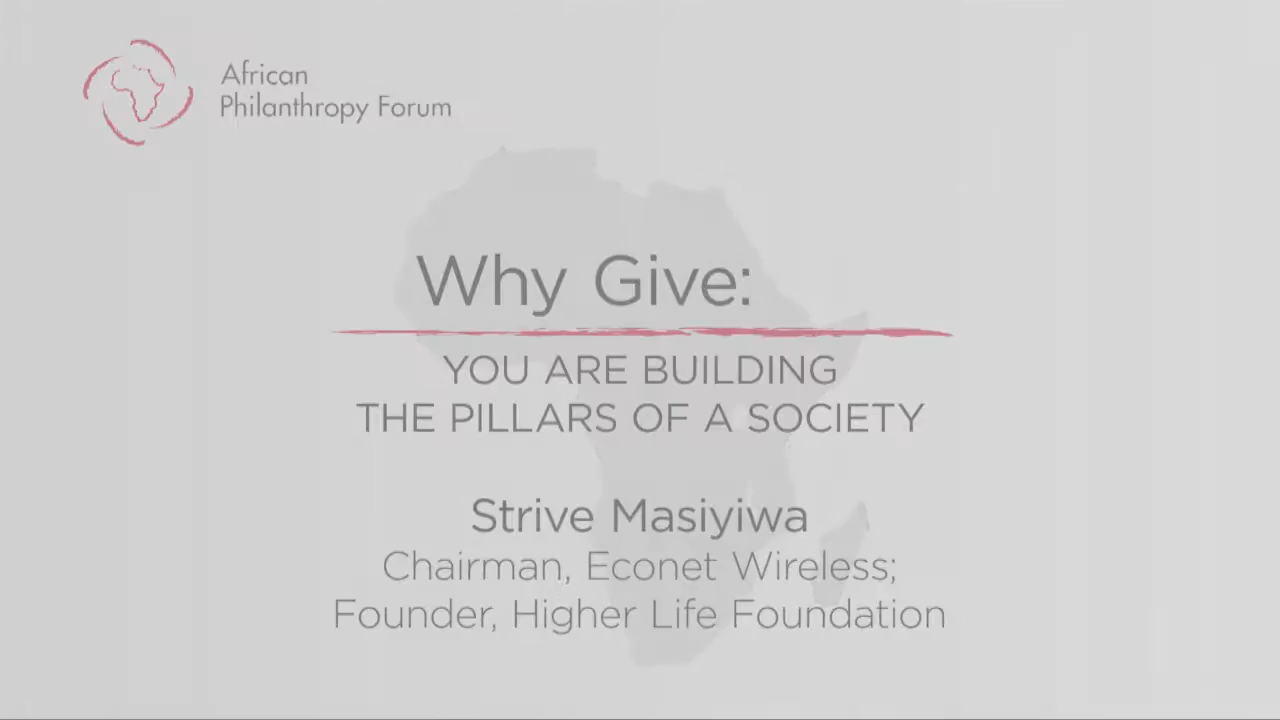 African
Philanthropy Forum
Why Give:
YOU ARE BUILDING
THE PILLARS OF A SOCIETY
Strive Masiyiwa
Chairman, Econet Wireless;
Founder, Higher Life Foundation